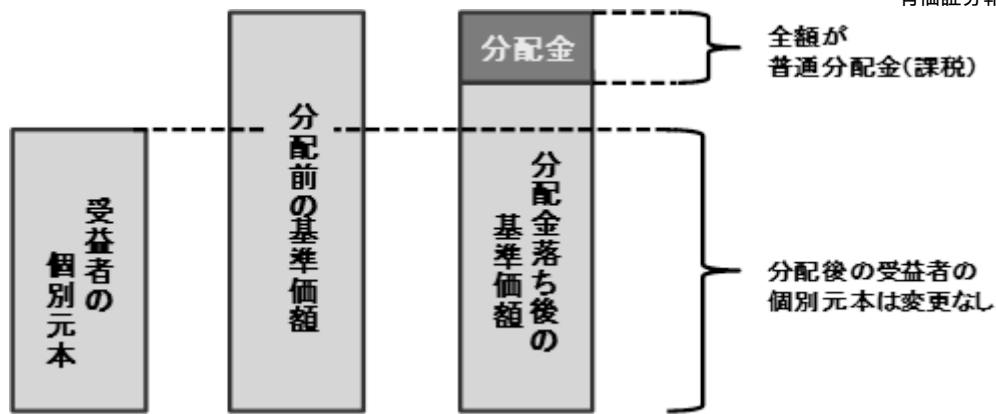 分配金
全額が
普通分配金(課税)
受益者の
個別元本
分配前の基準価額
分配金落ち後の
基準価額
分配後の受益者の
個別元本は変更なし